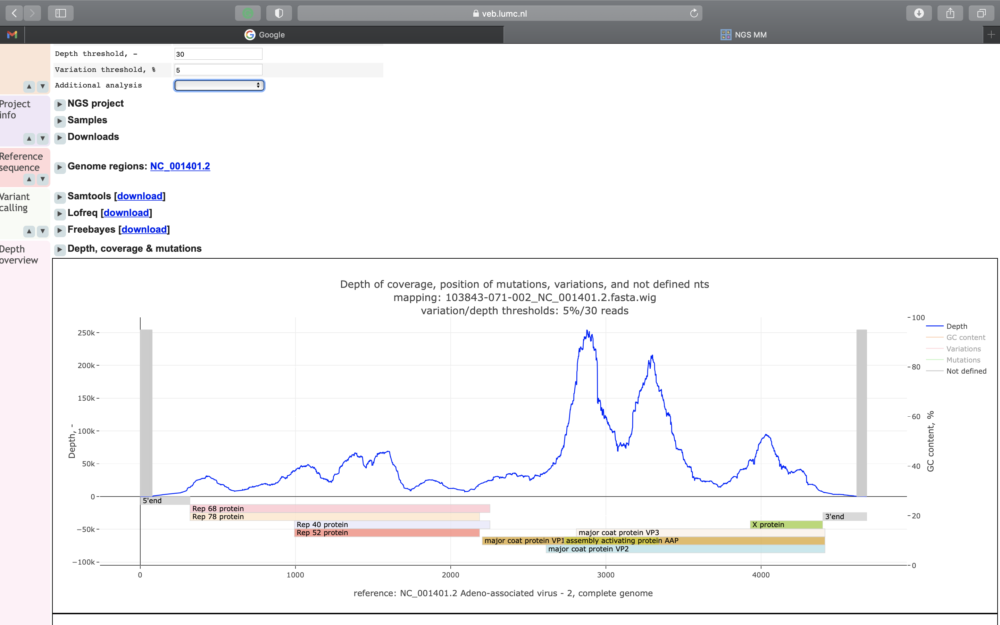 veb.lumc.nl
Google
NGS MM
Depth threshold, - 30
Variation threshold, % 5
Additional analysis
Project info
NGS project
Samples
Downloads
Reference sequence
Genome regions: NC_001401.2
Variant calling
Samtools [download]
Lofreq [download]
Freebayes [download]
Depth overview
Depth, coverage & mutations
Depth of coverage, position of mutations, variations, and not defined nts
mapping: 103843-071-002_NC_001401.2.fasta.wig
variation/depth thresholds: 5%/30 reads
250k
200k
150k
100k
50k
0
−50k
−100k
Depth, -
100
80
60
40
20
0
GC content, %
Depth
GC content
Variations
Mutations
Not defined
5'end
Rep 68 protein
Rep 78 protein
3'end
Rep 40 protein
X protein
Rep 52 protein
major coat protein VP3
major coat protein VP1
assembly activating protein AAP
major coat protein VP2
0
1000
2000
3000
4000
reference: NC_001401.2 Adeno-associated virus - 2, complete genome